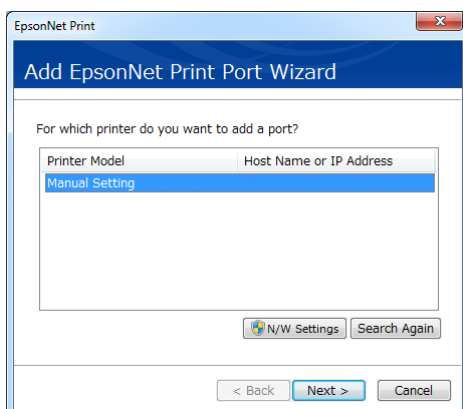 EpsonNet Print
Add EpsonNet Print Port Wizard
For which printer do you want to add a port?
Printer Model Host Name or IP Address
Manual Setting
N/W Settings Search Again
< Back Next > Cancel